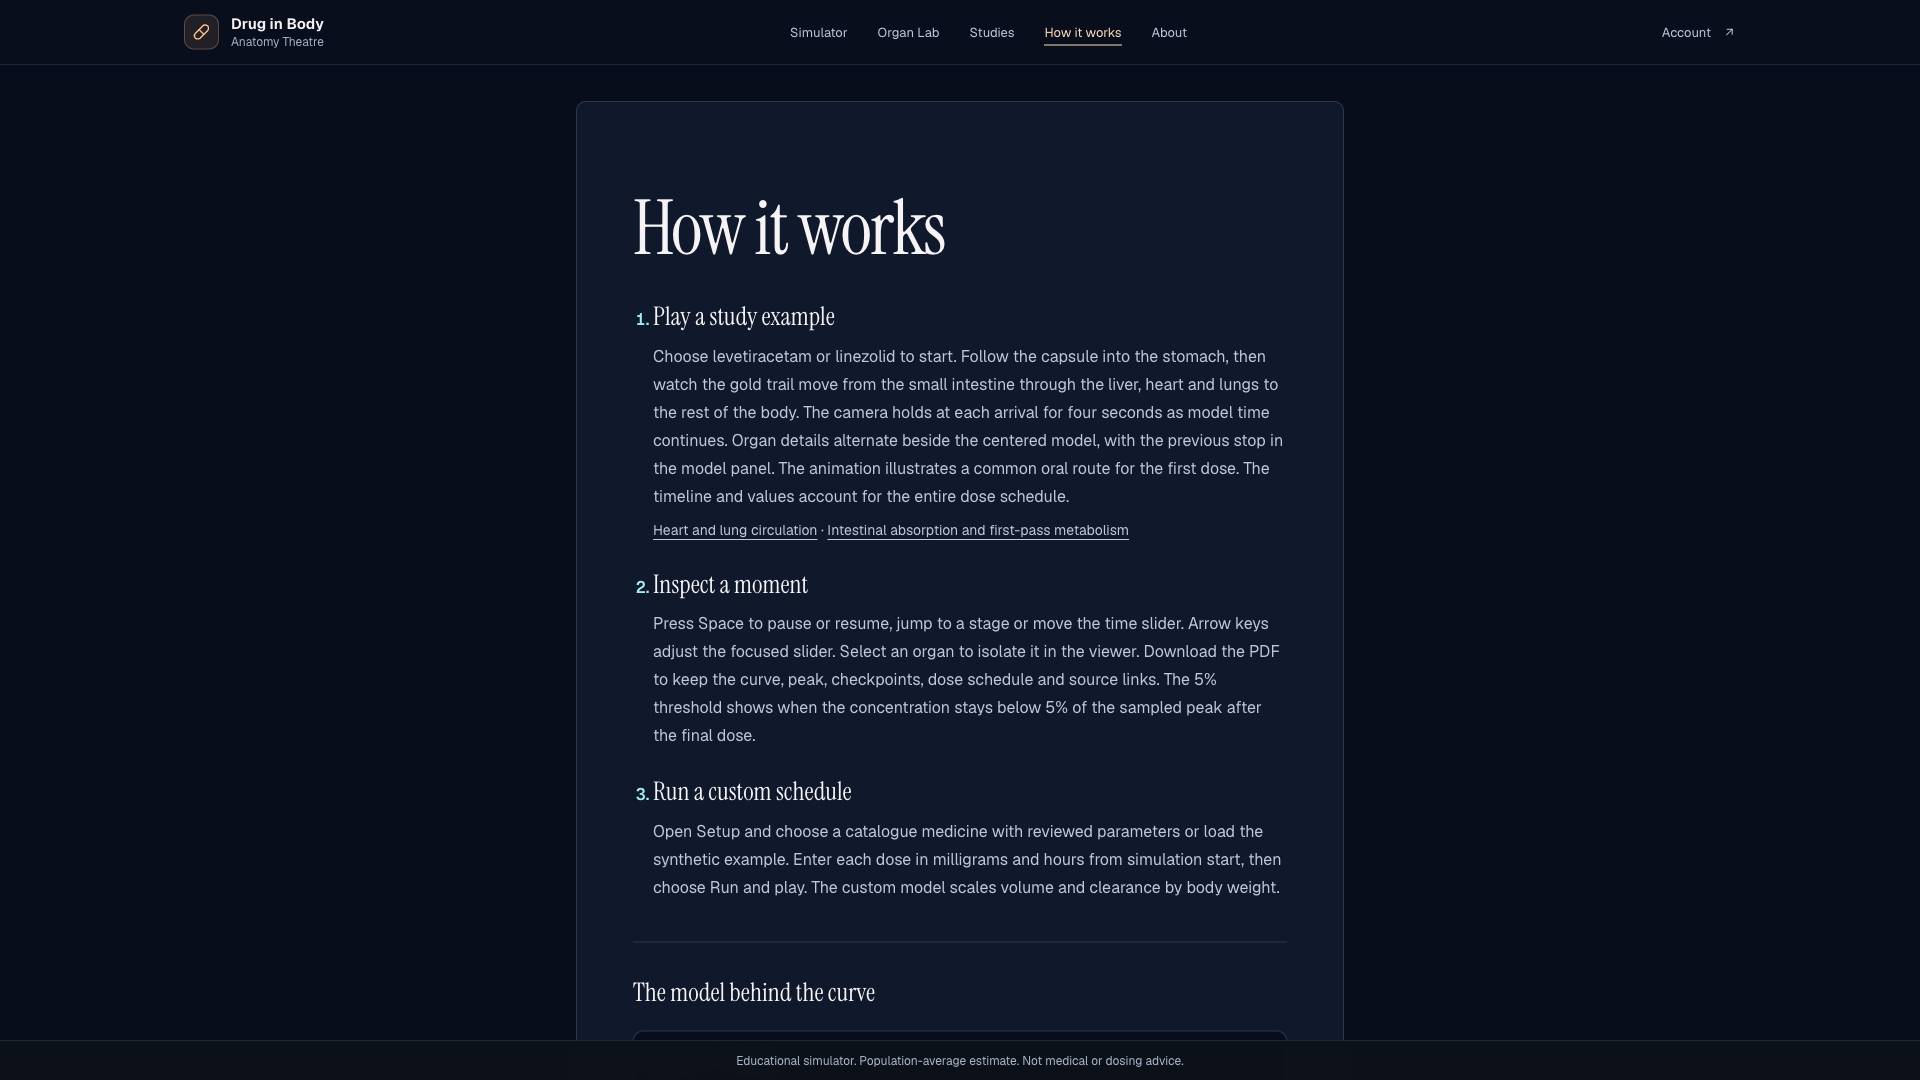 Drug in Body
Anatomy Theatre
Simulator
Organ Lab
Studies
How it works
About
Account
How it works
1. Play a study example
Choose levetiracetam or linezolid to start. Follow the capsule into the stomach, then
watch the gold trail move from the small intestine through the liver, heart and lungs to
the rest of the body. The camera holds at each arrival for four seconds as model time
continues. Organ details alternate beside the centered model, with the previous stop in
the model panel. The animation illustrates a common oral route for the first dose. The
timeline and values account for the entire dose schedule.
Heart and lung circulation · Intestinal absorption and first-pass metabolism
2. Inspect a moment
Press Space to pause or resume, jump to a stage or move the time slider. Arrow keys
adjust the focused slider. Select an organ to isolate it in the viewer. Download the PDF
to keep the curve, peak, checkpoints, dose schedule and source links. The 5%
threshold shows when the concentration stays below 5% of the sampled peak after
the final dose.
3. Run a custom schedule
Open Setup and choose a catalogue medicine with reviewed parameters or load the
synthetic example. Enter each dose in milligrams and hours from simulation start, then
choose Run and play. The custom model scales volume and clearance by body weight.
The model behind the curve
Educational simulator. Population-average estimate. Not medical or dosing advice.